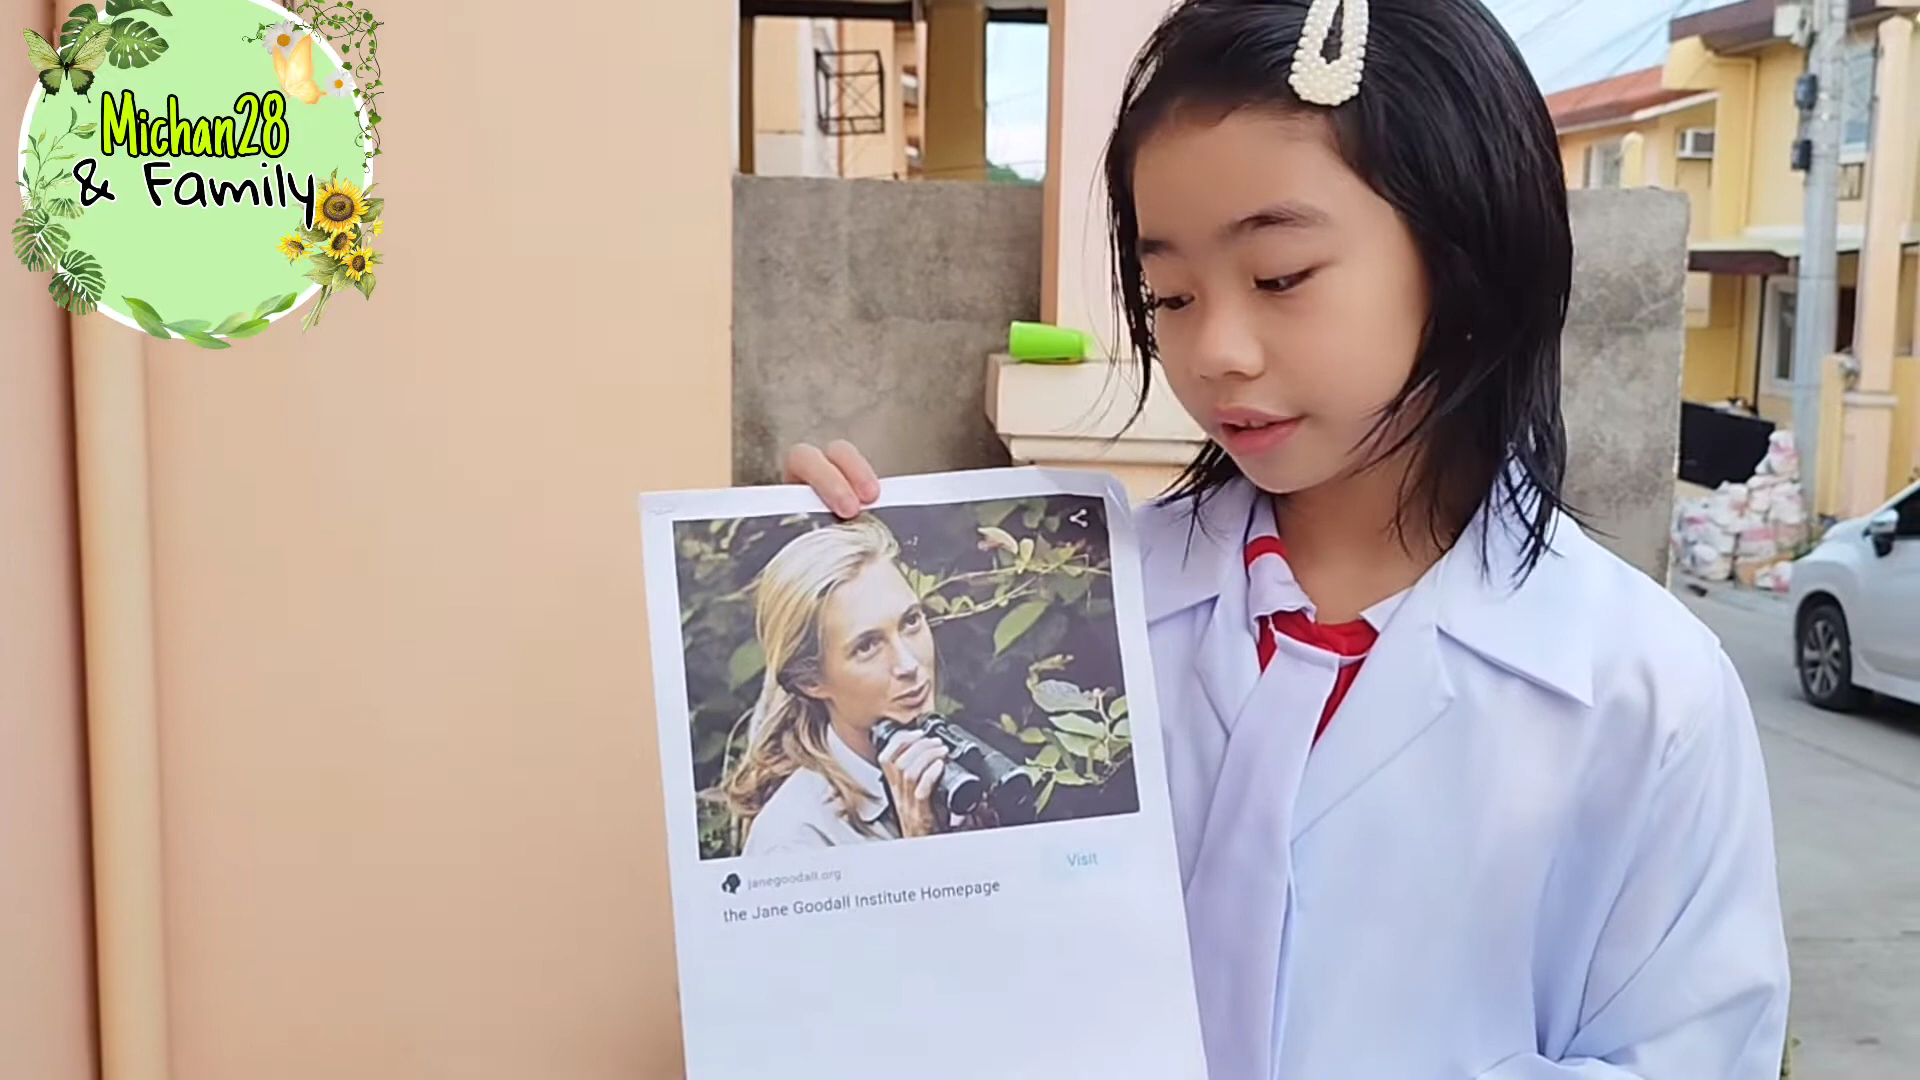 Michan28
& Family
janegoodall.org
Visit
the Jane Goodall Institute Homepage